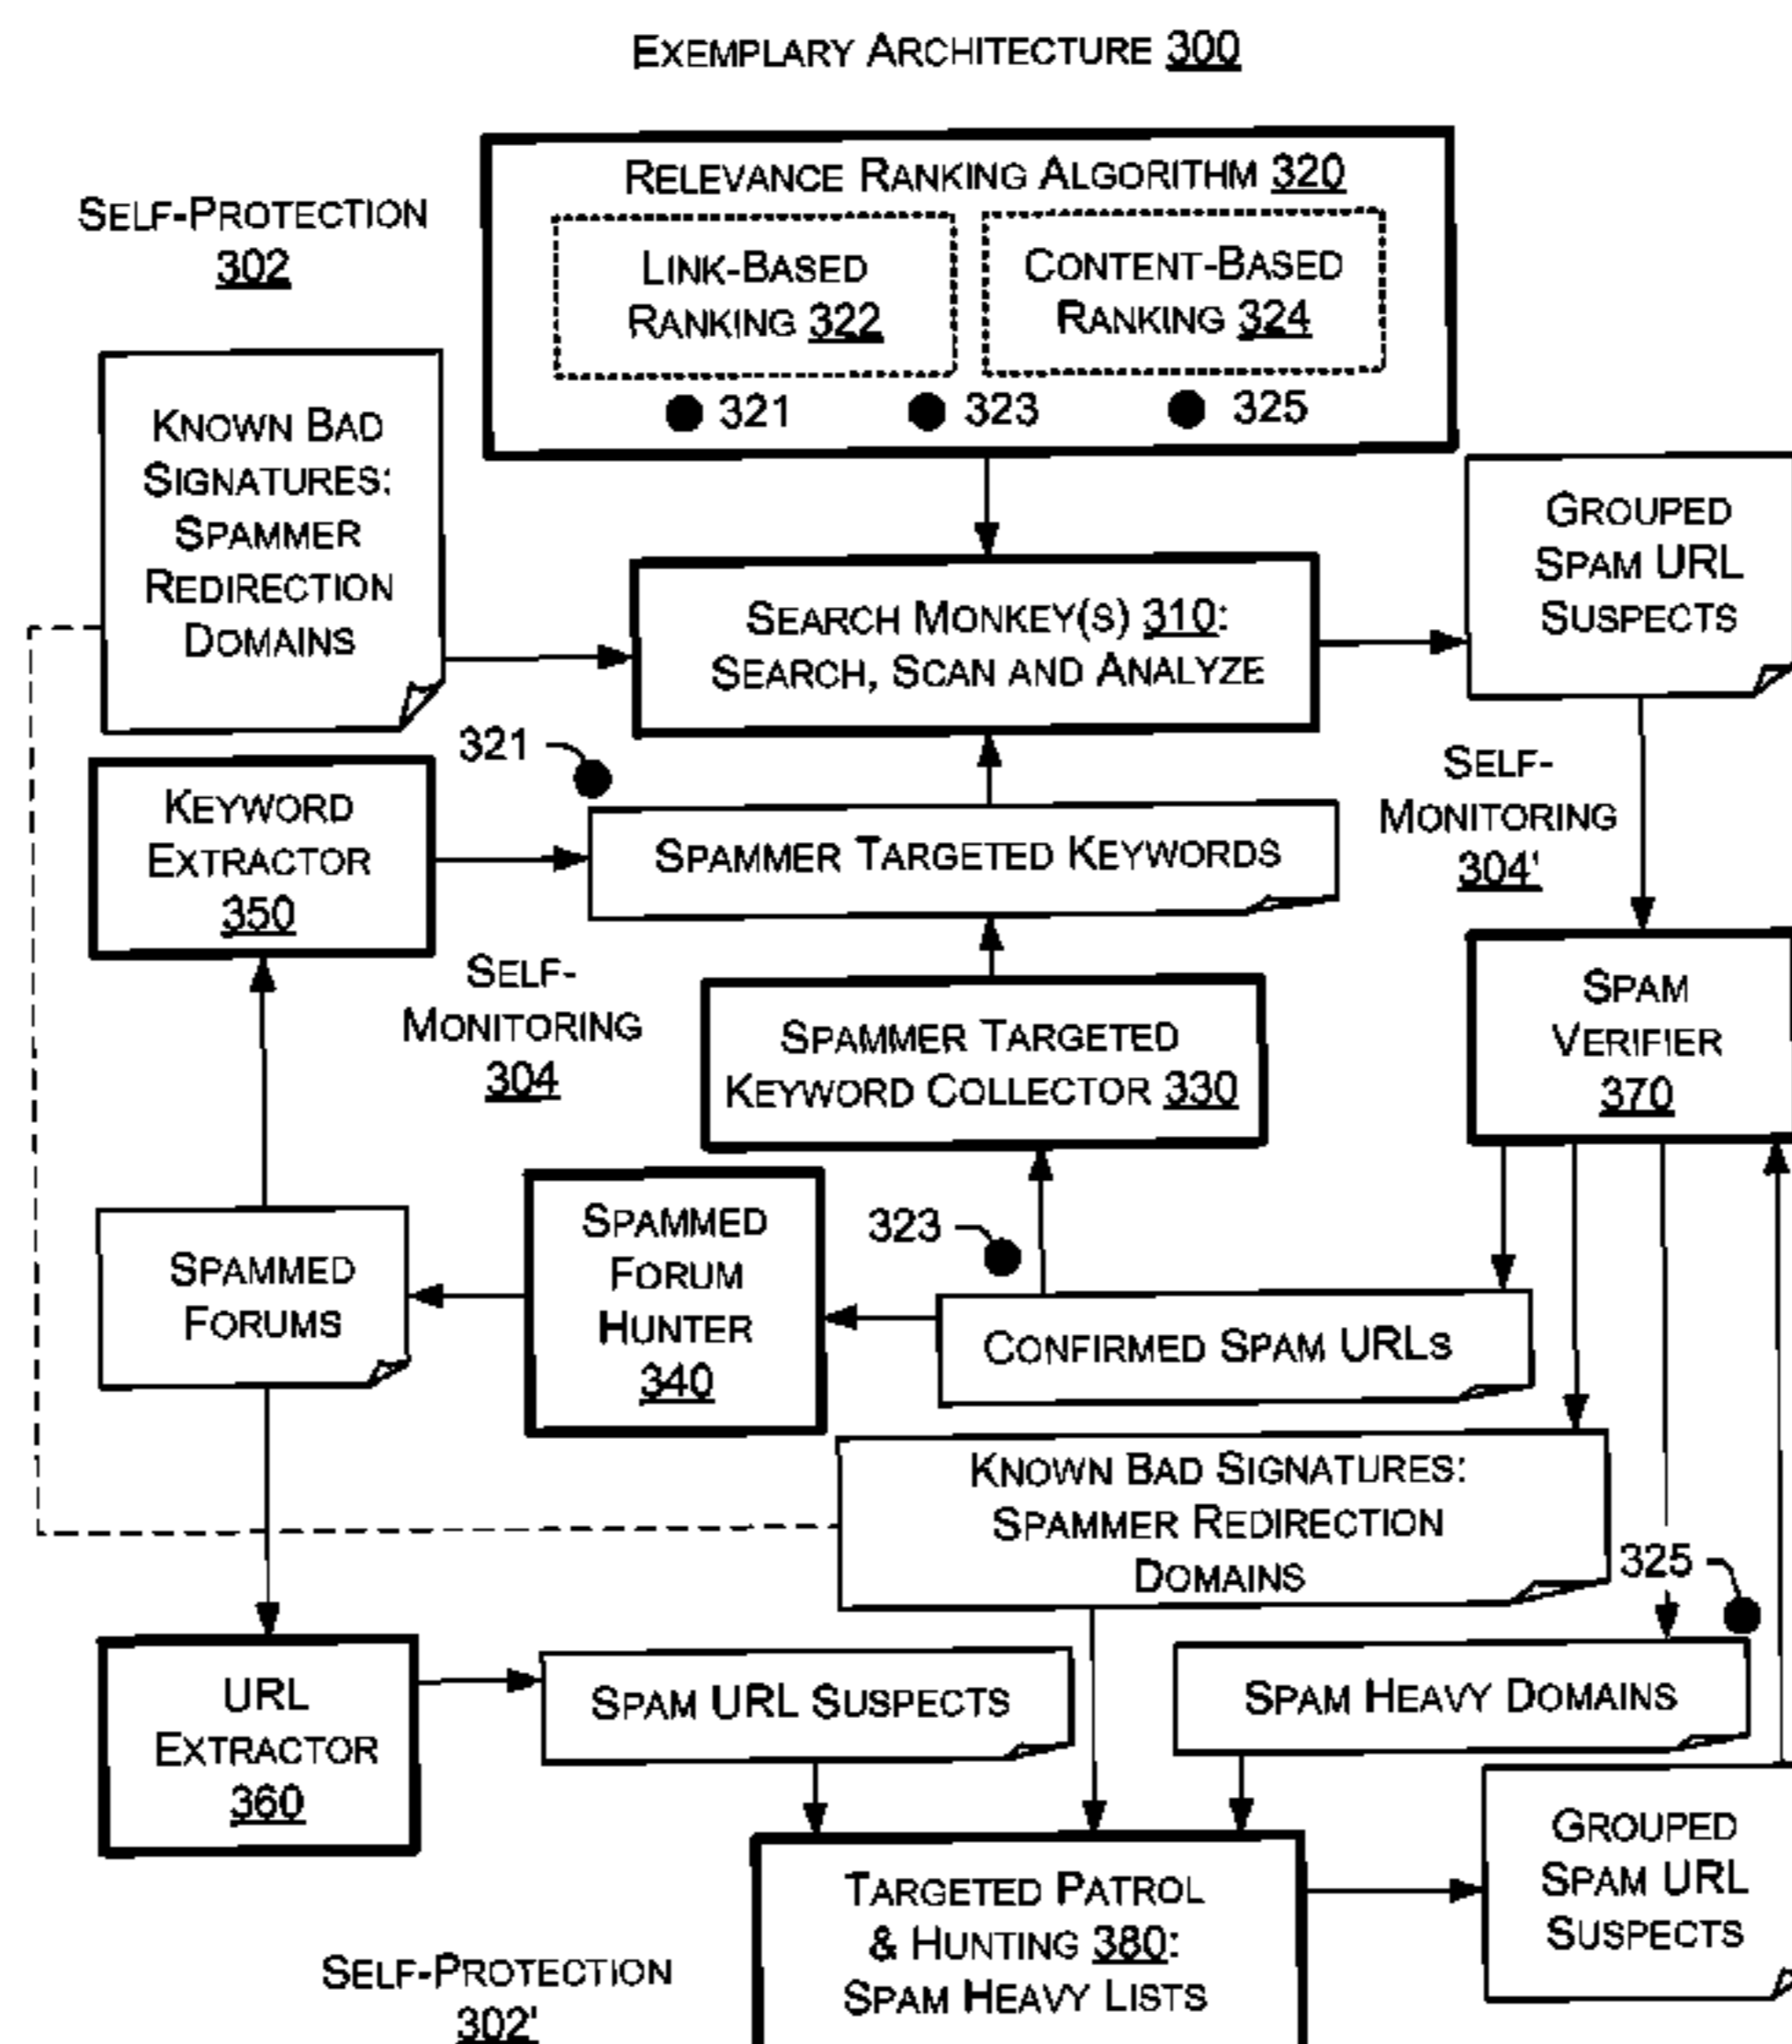 EXEMPLARY ARCHITECTURE 300
RELEVANCE RANKING ALGORITHM 320
SELF-PROTECTION
302
LINK-BASED
RANKING 322
CONTENT-BASED
RANKING 324
321
323
325
KNOWN BAD
SIGNATURES:
SPAMMER
REDIRECTION
DOMAINS
GROUPED
SPAM URL
SUSPECTS
SEARCH MONKEY(S) 310:
SEARCH, SCAN AND ANALYZE
321
SELF-
MONITORING
304'
KEYWORD
EXTRACTOR
350
SPAMMER TARGETED KEYWORDS
SELF-
MONITORING
304
SPAMMER TARGETED
KEYWORD COLLECTOR 330
SPAM
VERIFIER
370
SPAMMED
FORUM
HUNTER
340
323
SPAMMED
FORUMS
CONFIRMED SPAM URLS
KNOWN BAD SIGNATURES:
SPAMMER REDIRECTION
DOMAINS
325
URL
EXTRACTOR
360
SPAM URL SUSPECTS
SPAM HEAVY DOMAINS
TARGETED PATROL
& HUNTING 380:
SPAM HEAVY LISTS
GROUPED
SPAM URL
SUSPECTS
SELF-PROTECTION
302'